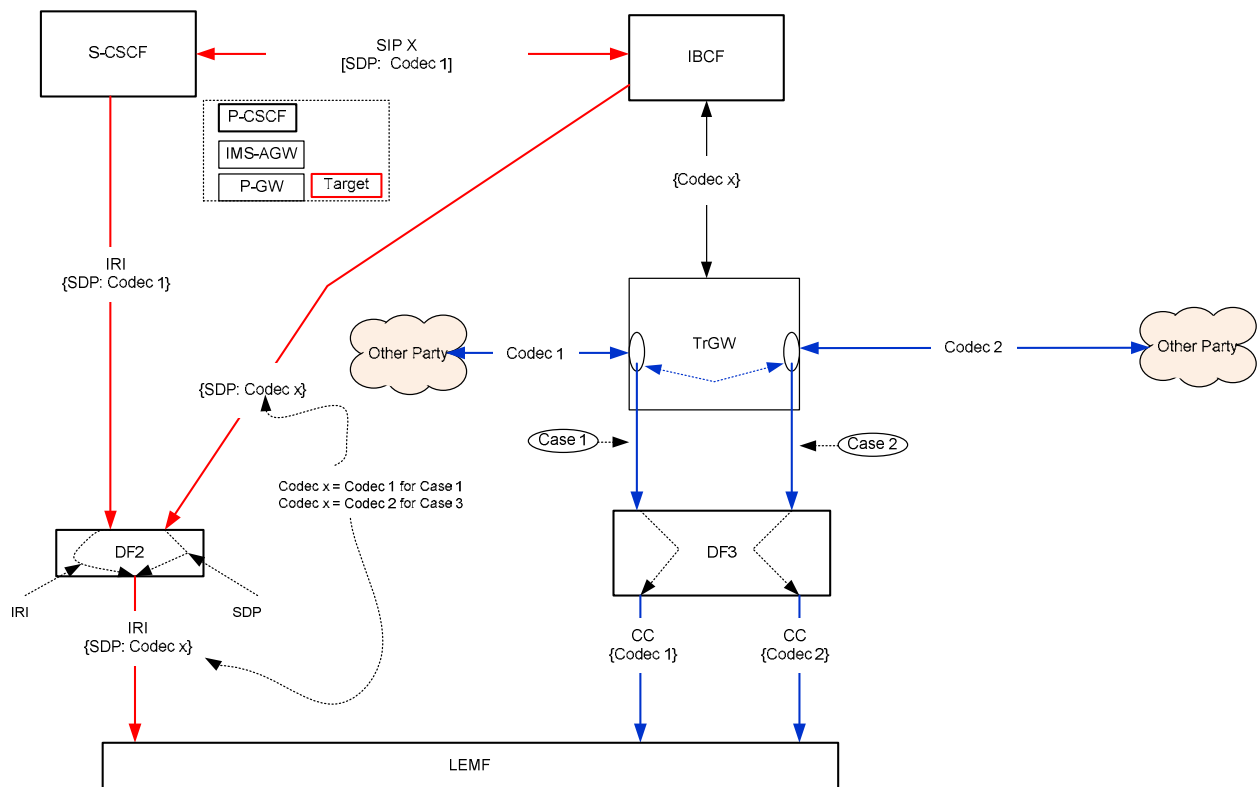 S-CSCF
SIP X
[SDP: Codec 1]
IBCF
P-CSCF
IMS-AGW
P-GW
Target
{Codec x}
IRI
{SDP: Codec 1}
TrGW
Other Party
Codec 1
Codec 2
Other Party
{SDP: Codec x}
Case 1
Case 2
Codec x = Codec 1 for Case 1
Codec x = Codec 2 for Case 3
DF2
DF3
IRI
SDP
IRI
{SDP: Codec x}
CC
{Codec 1}
CC
{Codec 2}
LEMF